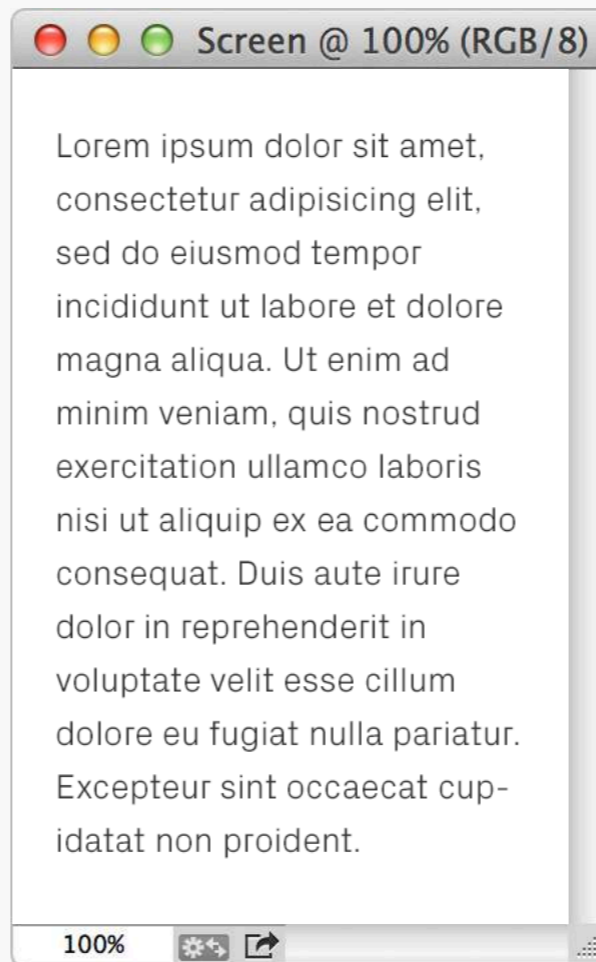 Screen @ 100% (RGB/8)
Lorem ipsum dolor sit amet,
consectetur adipisicing elit,
sed do eiusmod tempor
incididunt ut labore et dolore
magna aliqua. Ut enim ad
minim veniam, quis nostrud
exercitation ullamco laboris
nisi ut aliquip ex ea commodo
consequat. Duis aute irure
dolor in reprehenderit in
voluptate velit esse cillum
dolore eu fugiat nulla pariatur.
Excepteur sint occaecat cup-
idatat non proident.
100%